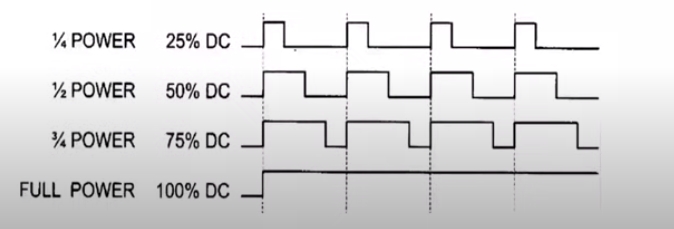 ¼ POWER 25% DC
½ POWER 50% DC
¾ POWER 75% DC
FULL POWER 100% DC